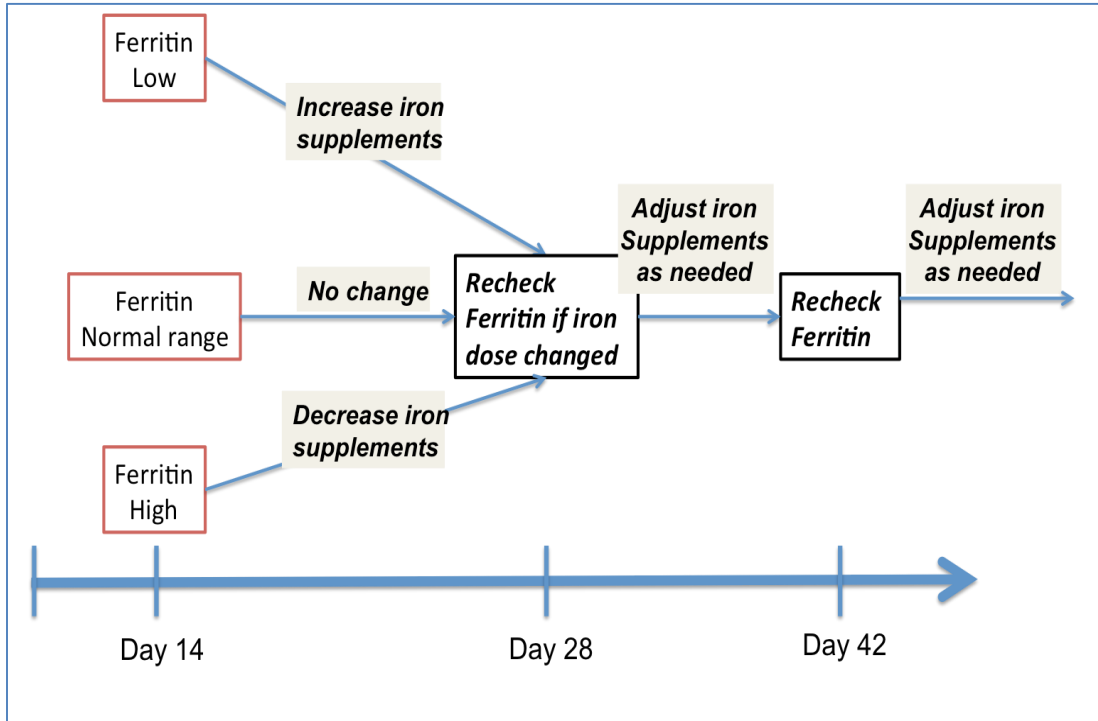 Ferritin
Low
Increase iron
supplements
Adjust iron
Supplements
as needed
Adjust iron
Supplements
as needed
Ferritin
Normal range
No change
Recheck
Ferritin if iron
dose changed
Recheck
Ferritin
Decrease iron
supplements
Ferritin
High
Day 14
Day 28
Day 42